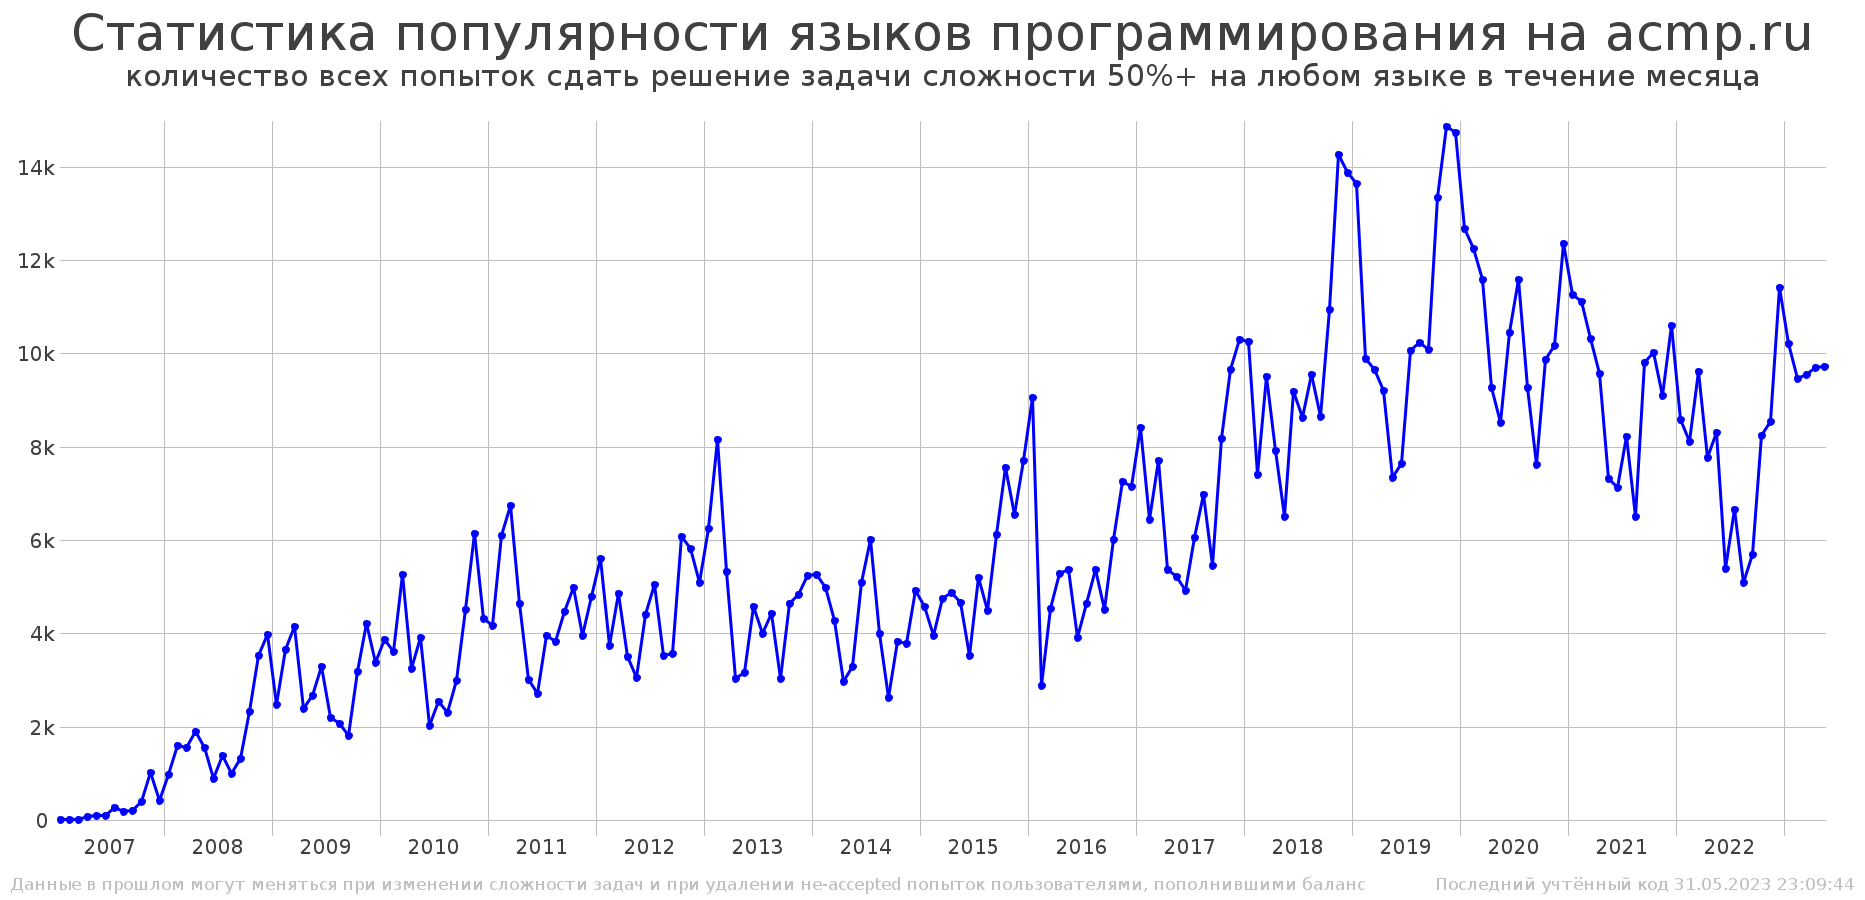 Статистика популярности языков программирования на acmp.ru
количество всех попыток сдать решение задачи сложности 50%+ на любом языке в течение месяца
14k
12k
10k
8k
6k
4k
2k
0
2007 2008 2009 2010 2011 2012 2013 2014 2015 2016 2017 2018 2019 2020 2021 2022
Данные в прошлом могут меняться при изменении сложности задач и при удалении не-accepted попыток пользователями, пополнившими баланс
Последний учтённый код 31.05.2023 23:09:44